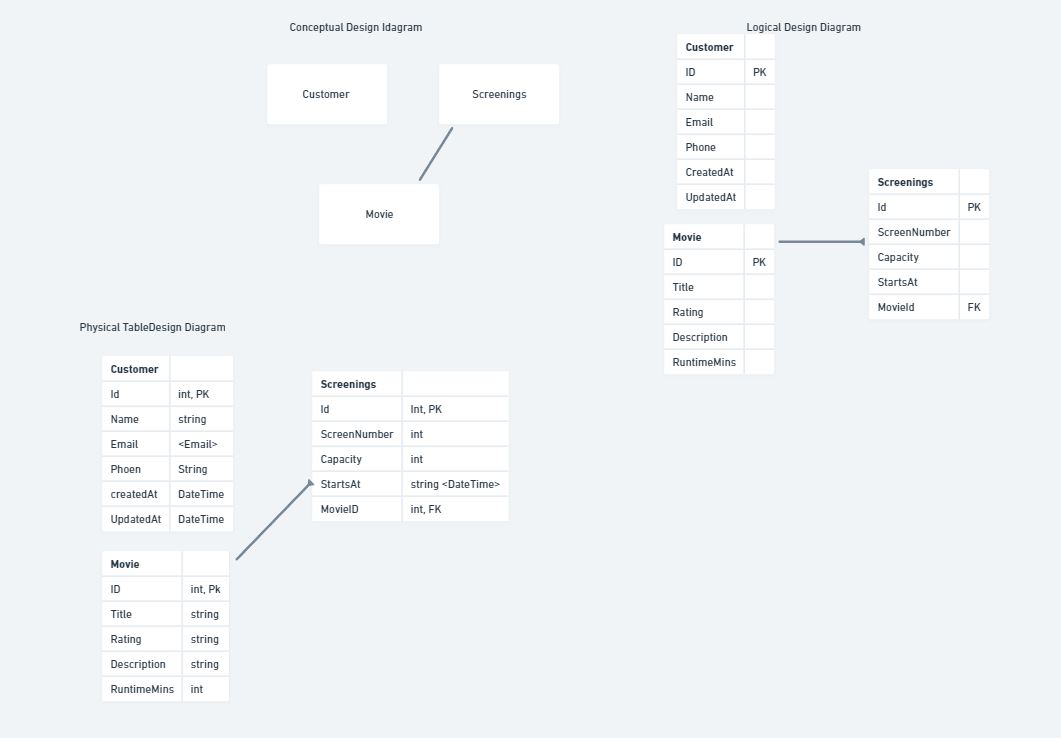 Conceptual Design Idagram
Customer
Screenings
Movie
Logical Design Diagram
Customer
ID PK
Name
Email
Phone
CreatedAt
UpdatedAt
Movie
ID PK
Title
Rating
Description
RuntimeMins
Screenings
Id PK
ScreenNumber
Capacity
StartsAt
MovieId FK
Physical TableDesign Diagram
Customer
Id int, PK
Name string
Email <Email>
Phoen String
createdAt DateTime
UpdatedAt DateTime
Screenings
Id Int, PK
ScreenNumber int
Capacity int
StartsAt string <DateTime>
MovieID int, FK
Movie
ID int, Pk
Title string
Rating string
Description string
RuntimeMins int